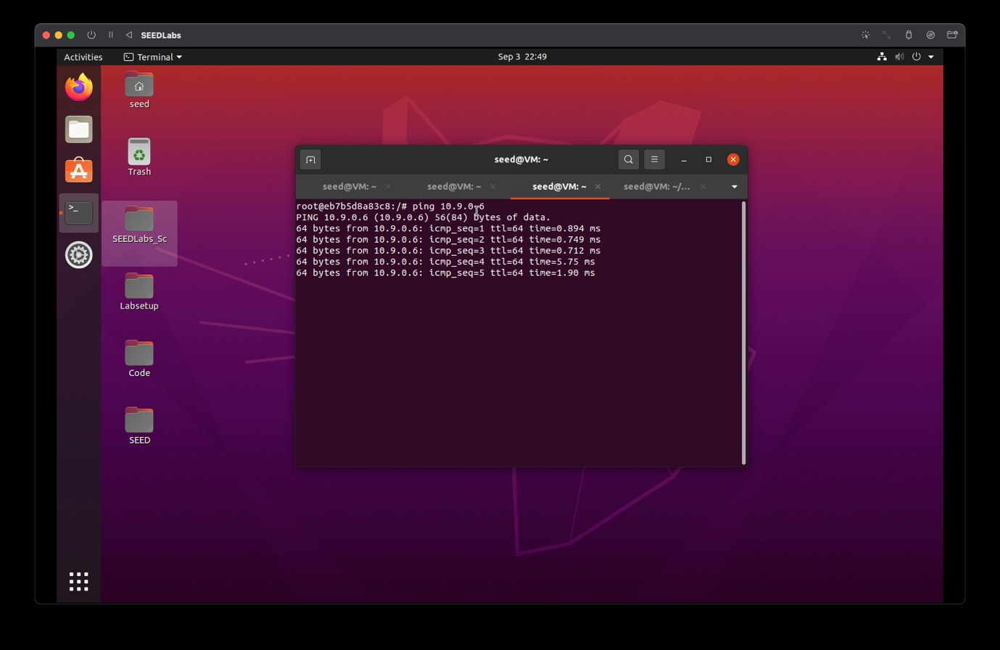 SEEDLabs
Activities
Terminal
Sep 3 22:49
seed
Trash
SEEDLabs_Sc
Labsetup
Code
SEED
seed@VM: ~
seed@VM: ~
seed@VM: ~
seed@VM: ~
seed@VM: ~/...
root@eb7b5d8a83c8:/# ping 10.9.0.6
PING 10.9.0.6 (10.9.0.6) 56(84) bytes of data.
64 bytes from 10.9.0.6: icmp_seq=1 ttl=64 time=0.894 ms
64 bytes from 10.9.0.6: icmp_seq=2 ttl=64 time=0.749 ms
64 bytes from 10.9.0.6: icmp_seq=3 ttl=64 time=0.712 ms
64 bytes from 10.9.0.6: icmp_seq=4 ttl=64 time=5.75 ms
64 bytes from 10.9.0.6: icmp_seq=5 ttl=64 time=1.90 ms